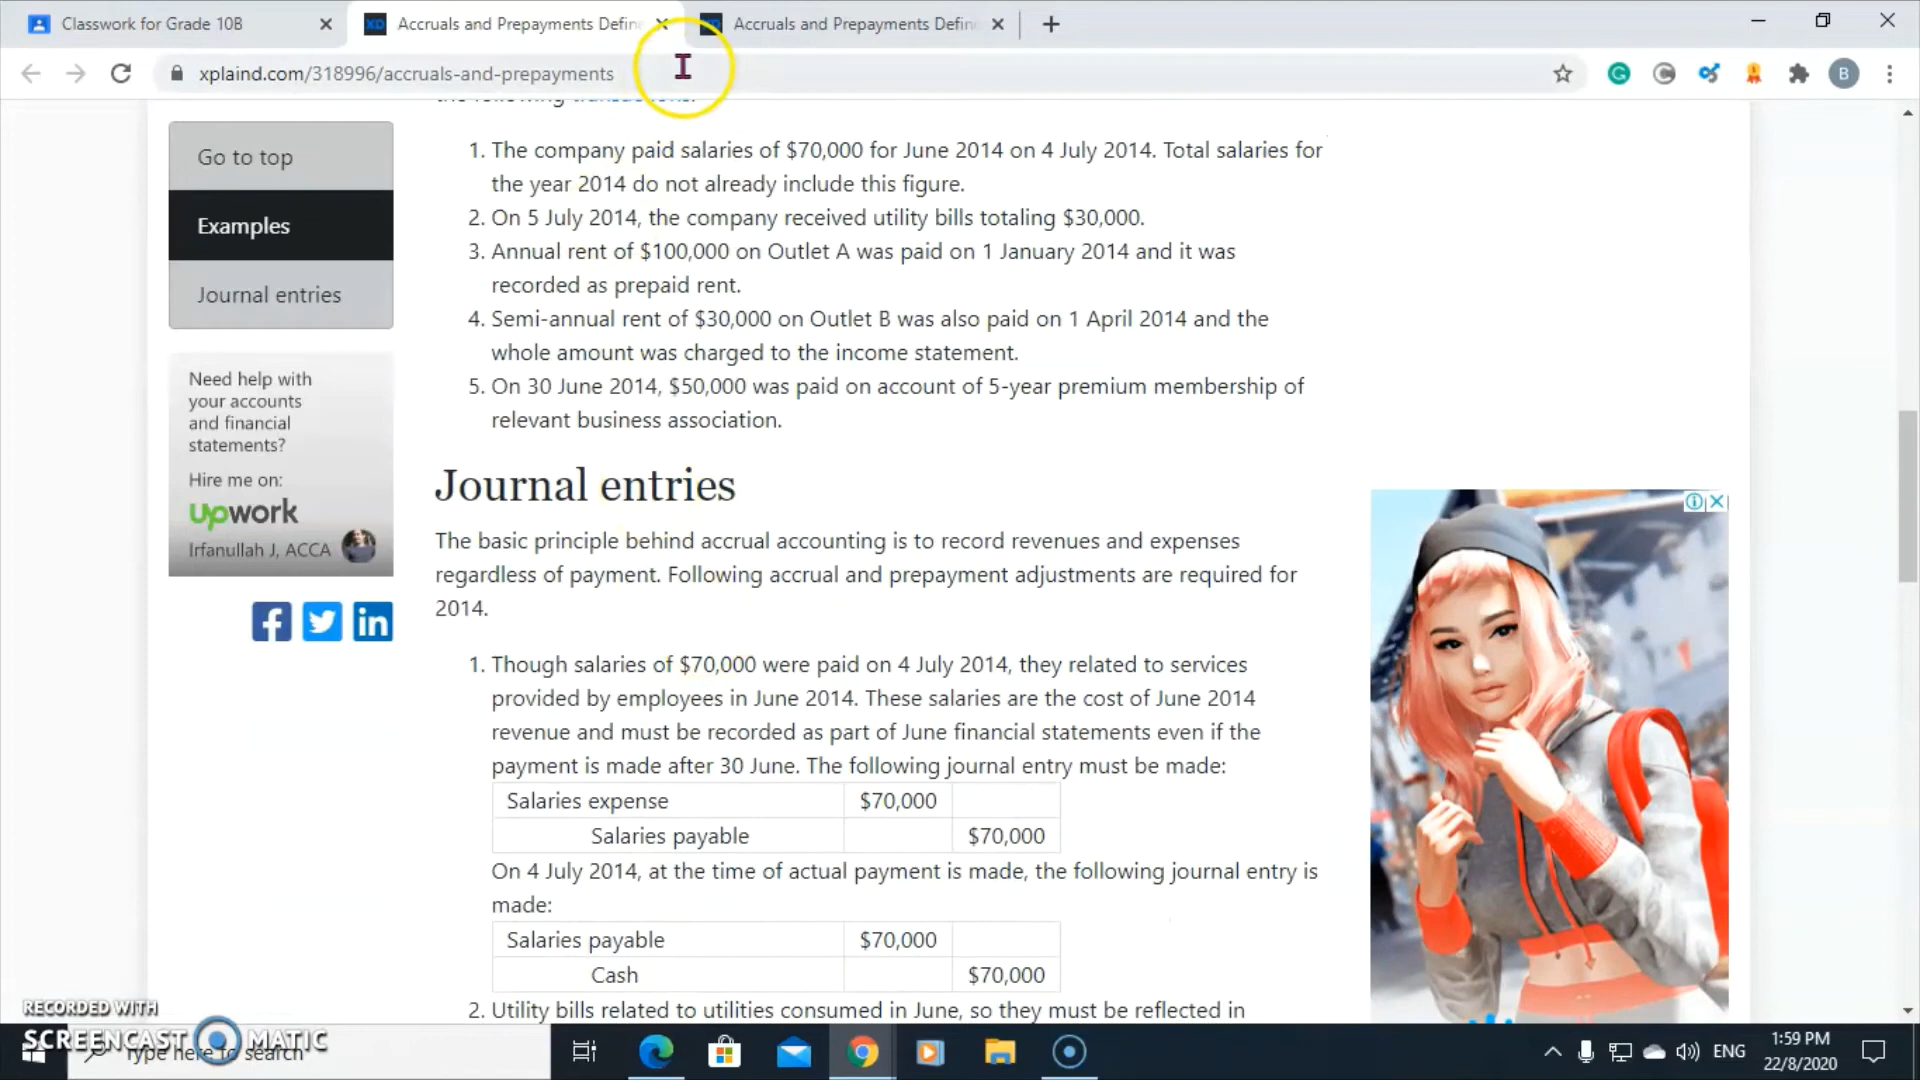 Classwork for Grade 10B
Accruals and Prepayments Define
Accruals and Prepayments Define
xplaind.com/318996/accruals-and-prepayments
B
Go to top
Examples
Journal entries
Need help with
your accounts
and financial
statements?
Hire me on:
upwork
Irfanullah J, ACCA
1. The company paid salaries of $70,000 for June 2014 on 4 July 2014. Total salaries for
the year 2014 do not already include this figure.
2. On 5 July 2014, the company received utility bills totaling $30,000.
3. Annual rent of $100,000 on Outlet A was paid on 1 January 2014 and it was
recorded as prepaid rent.
4. Semi-annual rent of $30,000 on Outlet B was also paid on 1 April 2014 and the
whole amount was charged to the income statement.
5. On 30 June 2014, $50,000 was paid on account of 5-year premium membership of
relevant business association.
Journal entries
The basic principle behind accrual accounting is to record revenues and expenses
regardless of payment. Following accrual and prepayment adjustments are required for
2014.
1. Though salaries of $70,000 were paid on 4 July 2014, they related to services
provided by employees in June 2014. These salaries are the cost of June 2014
revenue and must be recorded as part of June financial statements even if the
payment is made after 30 June. The following journal entry must be made:
Salaries expense $70,000
Salaries payable $70,000
On 4 July 2014, at the time of actual payment is made, the following journal entry is
made:
Salaries payable $70,000
Cash $70,000
2. Utility bills related to utilities consumed in June, so they must be reflected in
RECORDED WITH
SCREENCAST MATIC
Type here to search
ENG
1:59 PM
22/8/2020